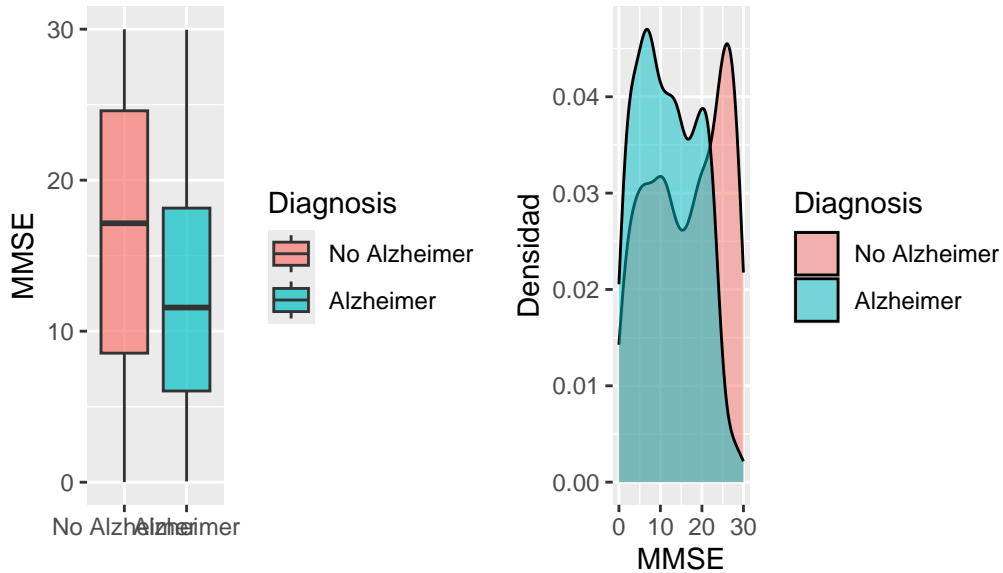 MMSE
30
20
10
0
No Alzheimer
Alzheimer
Diagnosis
No Alzheimer
Alzheimer
Densidad
0.04
0.03
0.02
0.01
0.00
0 10 20 30
MMSE
Diagnosis
No Alzheimer
Alzheimer